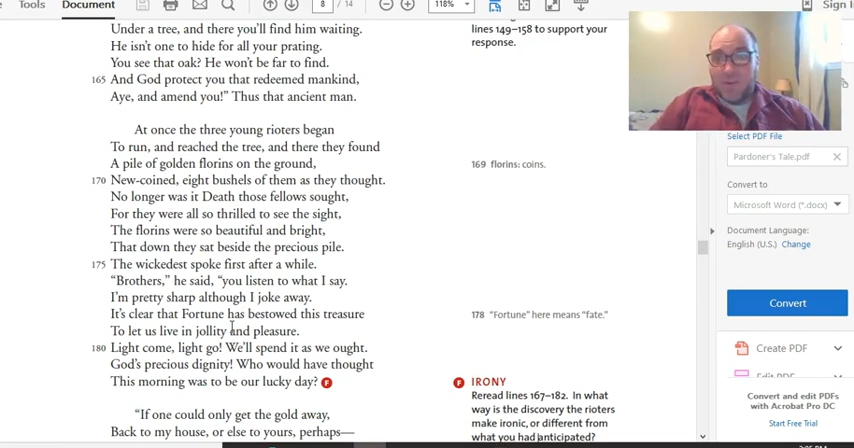 ools
Document
Sign I
8 / 14
118%
Under a tree, and there you'll find him waiting.
He isn't one to hide for all your prating.
You see that oak? He won't be far to find.
165 And God protect you that redeemed mankind,
Aye, and amend you!" Thus that ancient man.
At once the three young rioters began
To run, and reached the tree, and there they found
A pile of golden florins on the ground,
170 New-coined, eight bushels of them as they thought.
No longer was it Death those fellows sought,
For they were all so thrilled to see the sight,
The florins were so beautiful and bright,
That down they sat beside the precious pile.
175 The wickedest spoke first after a while.
"Brothers," he said, "you listen to what I say.
I'm pretty sharp although I joke away.
It's clear that Fortune has bestowed this treasure
To let us live in jollity and pleasure.
180 Light come, light go! We'll spend it as we ought.
God's precious dignity! Who would have thought
This morning was to be our lucky day? F
"If one could only get the gold away,
Back to my house, or else to yours, perhaps—
lines 149–158 to support your
response.
169 florins: coins.
178 "Fortune" here means "fate."
F IRONY
Reread lines 167–182. In what
way is the discovery the rioters
make ironic, or different from
what you had anticipated?
Select PDF File
Pardoner's Tale.pdf
Convert to
Microsoft Word (*.docx)
Document Language:
English (U.S.) Change
Convert
Create PDF
Edit PDF
Convert and edit PDFs
with Acrobat Pro DC
Start Free Trial